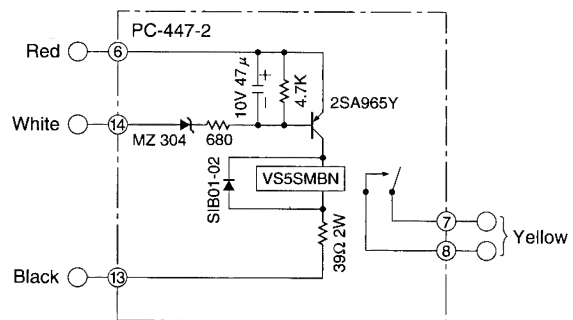 PC-447-2
Red
6
10V 47μ
+
−
4.7K
2SA965Y
White
14
MZ 304
680
SIB01-02
VS5SMBN
39Ω 2W
7
8
Yellow
Black
13